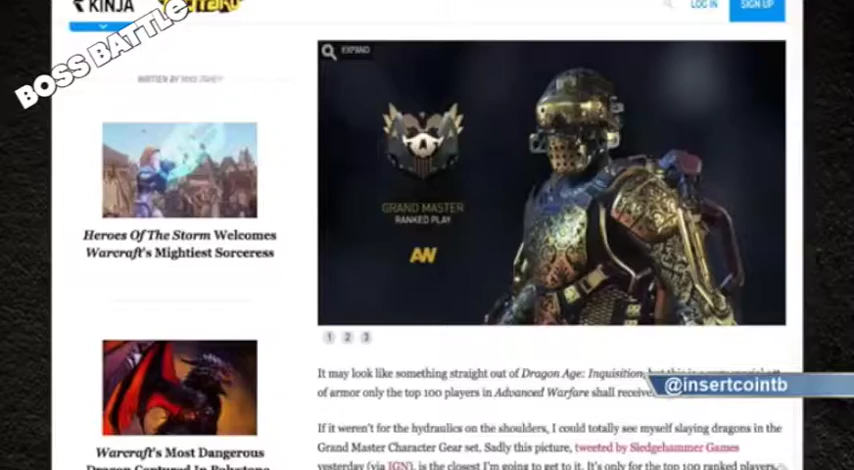 KINJA
LOG IN
SIGN UP
BOSS BATTLE
EXPAND
WRITTEN BY MIKE FAHEY
Heroes Of The Storm Welcomes
Warcraft's Mightiest Sorceress
GRAND MASTER
RANKED PLAY
AW
1 2 3
Warcraft's Most Dangerous
It may look like something straight out of Dragon Age: Inquisition,
of armor only the top 100 players in Advanced Warfare shall receive
@insertcointb
If it weren't for the hydraulics on the shoulders, I could totally see myself slaying dragons in the
Grand Master Character Gear set. Sadly this picture, tweeted by Sledgehammer Games
yesterday (via IGN), is the closest I'm going to get to it. It's only for the top 100 ranked players